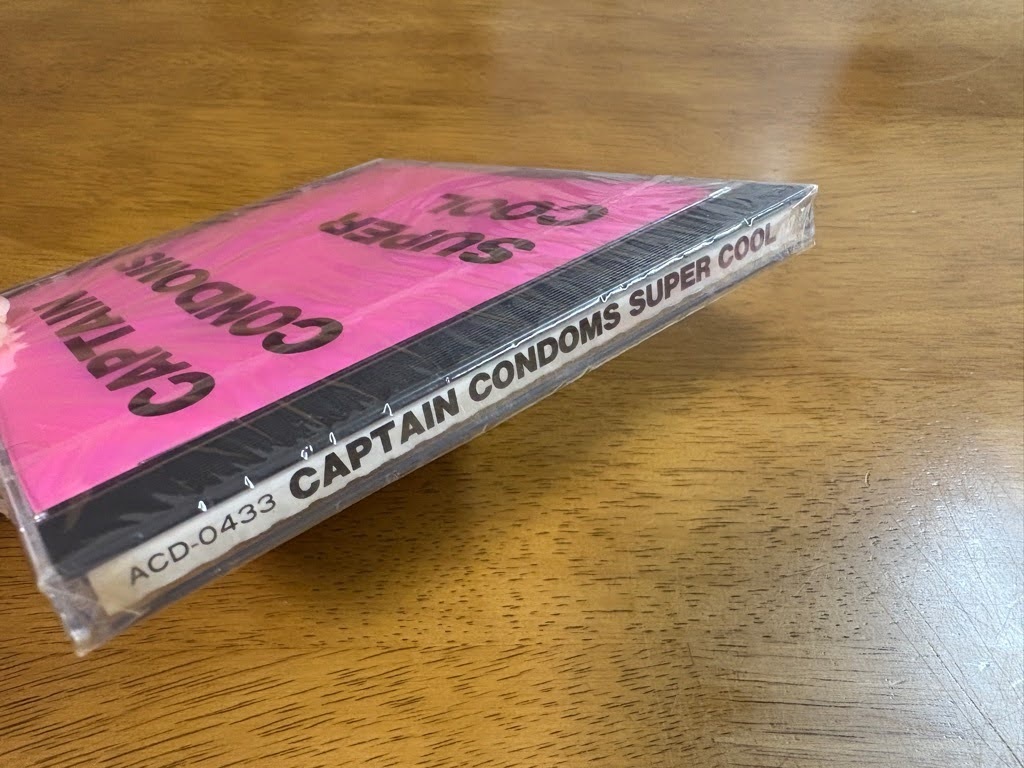 CAPTAIN
CONDOMS
SUPER
COOL
ACD-0433 CAPTAIN CONDOMS SUPER COOL